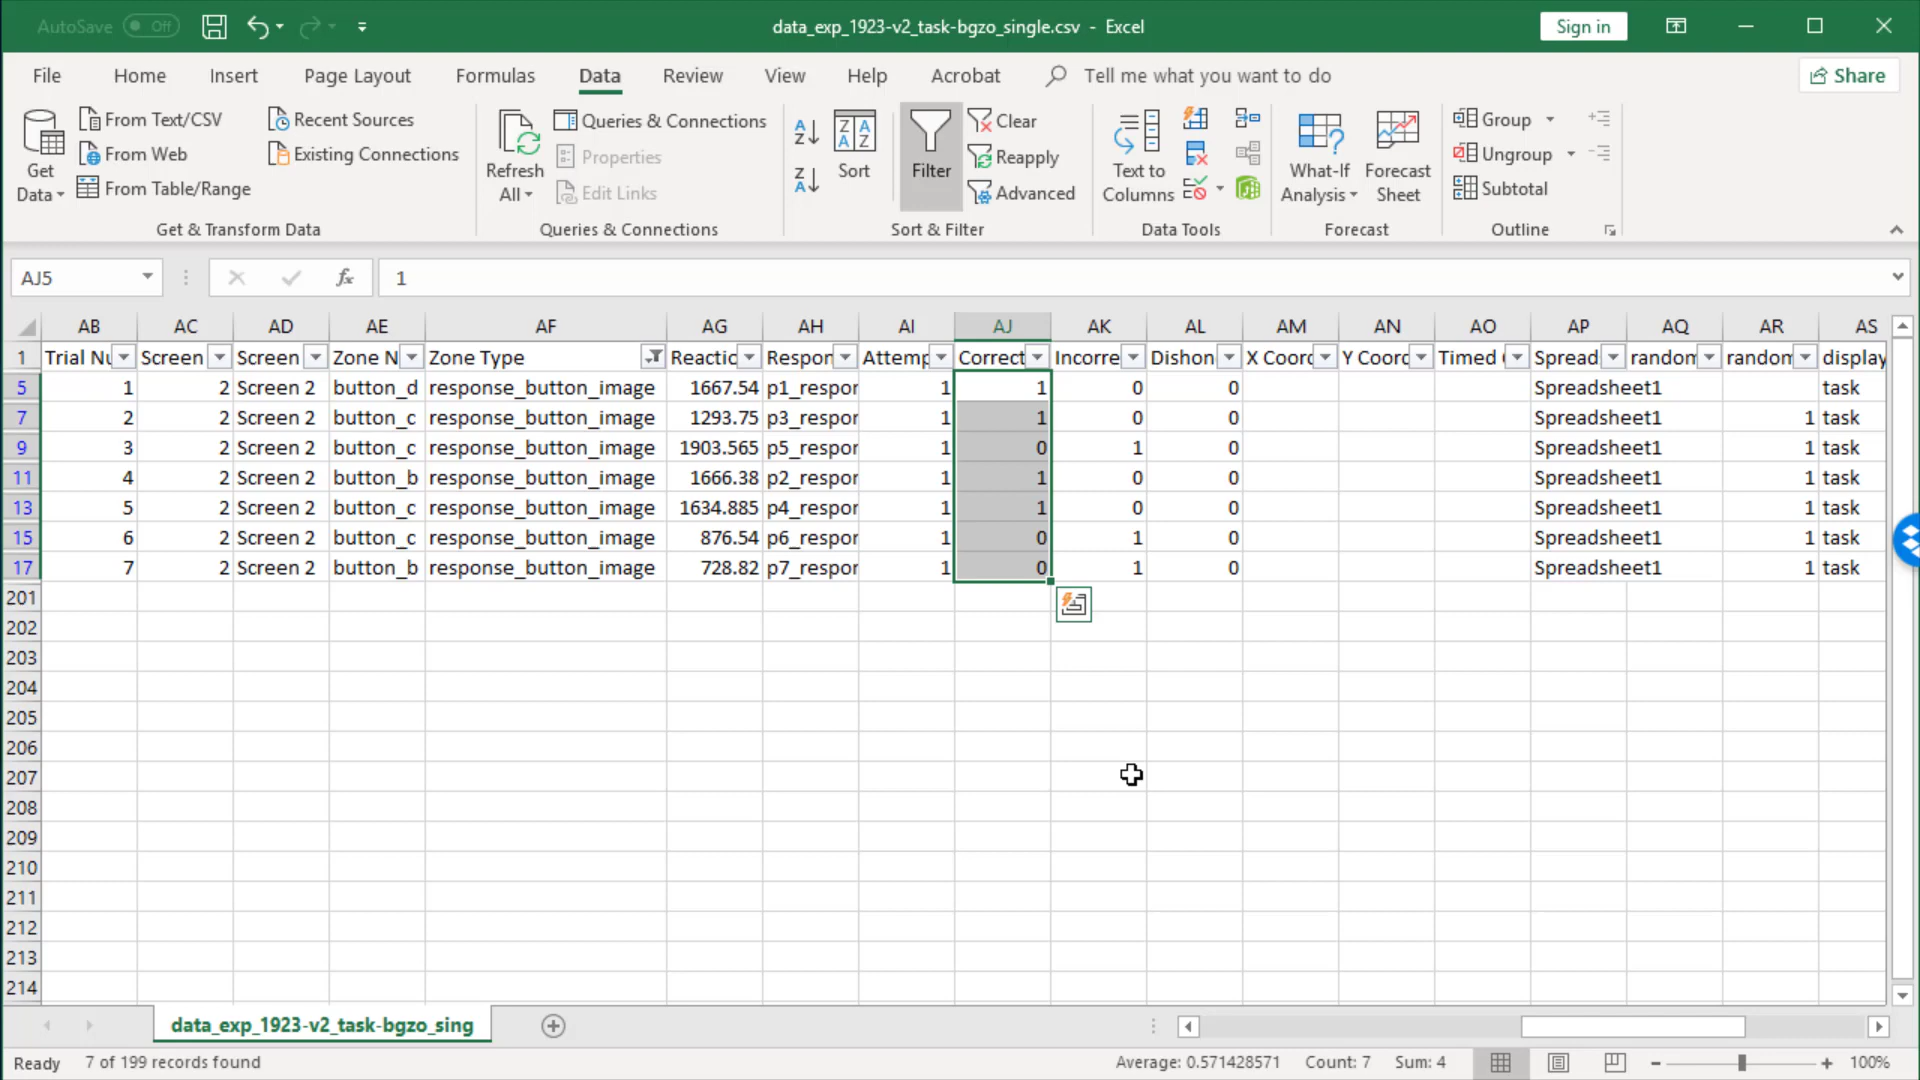 AutoSave Off data_exp_1923-v2_task-bgzo_single.csv - Excel Sign in
File Home Insert Page Layout Formulas Data Review View Help Acrobat Tell me what you want to do Share
Get Data
From Text/CSV
From Web
From Table/Range
Recent Sources
Existing Connections
Get & Transform Data
Refresh All
Queries & Connections
Properties
Edit Links
Queries & Connections
Sort
Filter
Clear
Reapply
Advanced
Sort & Filter
Text to Columns
Data Tools
What-If Analysis
Forecast Sheet
Forecast
Group
Ungroup
Subtotal
Outline
AJ5 fx 1
AB AC AD AE AF AG AH AI AJ AK AL AM AN AO AP AQ AR AS
1 Trial Nu Screen Screen Zone N Zone Type Reactic Respon Attemp Correct Incorre Dishon X Coord Y Coord Timed Spread random random display
5 1 2 Screen 2 button_d response_button_image 1667.54 p1_respor 1 1 0 0 Spreadsheet1 task
7 2 2 Screen 2 button_c response_button_image 1293.75 p3_respor 1 1 0 0 Spreadsheet1 1 task
9 3 2 Screen 2 button_c response_button_image 1903.565 p5_respor 1 0 1 0 Spreadsheet1 1 task
11 4 2 Screen 2 button_b response_button_image 1666.38 p2_respor 1 1 0 0 Spreadsheet1 1 task
13 5 2 Screen 2 button_c response_button_image 1634.885 p4_respor 1 1 0 0 Spreadsheet1 1 task
15 6 2 Screen 2 button_c response_button_image 876.54 p6_respor 1 0 1 0 Spreadsheet1 1 task
17 7 2 Screen 2 button_b response_button_image 728.82 p7_respor 1 0 1 0 Spreadsheet1 1 task
201
202
203
204
205
206
207
208
209
210
211
212
213
214
data_exp_1923-v2_task-bgzo_sing
Ready 7 of 199 records found Average: 0.571428571 Count: 7 Sum: 4 100%